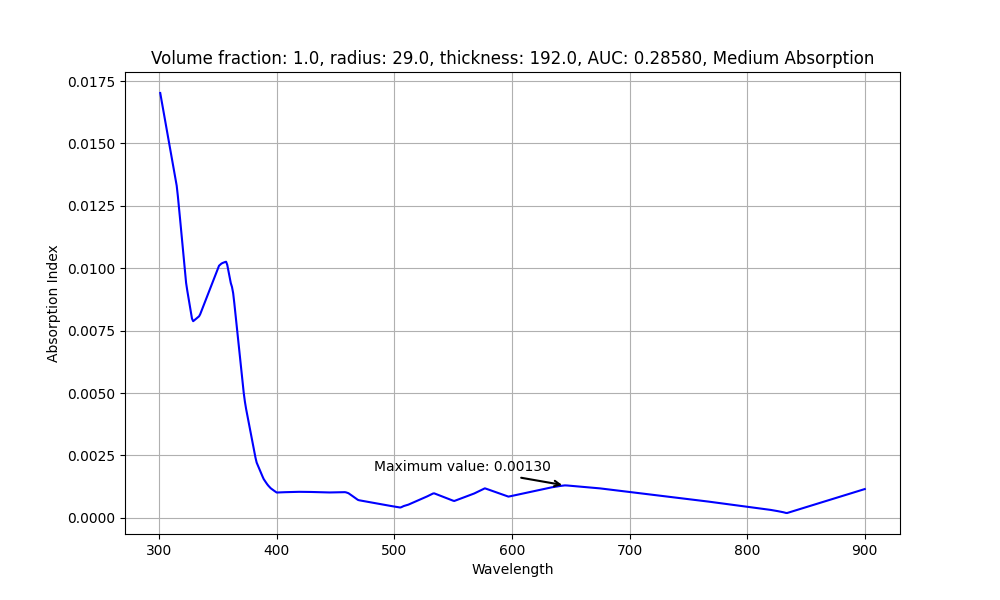 Volume fraction: 1.0, radius: 29.0, thickness: 192.0, AUC: 0.28580, Medium Absorption
0.0175
0.0150
0.0125
0.0100
0.0075
0.0050
0.0025
0.0000
Absorption Index
Maximum value: 0.00130
300 400 500 600 700 800 900
Wavelength